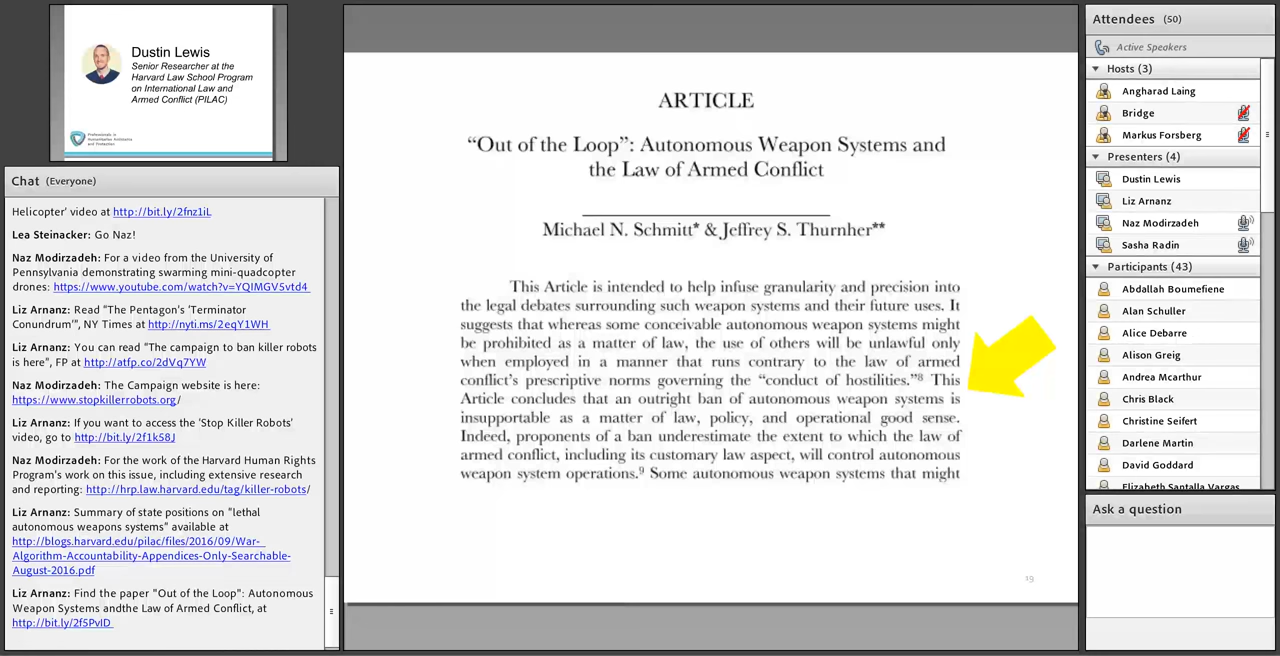 Dustin Lewis
Senior Researcher at the
Harvard Law School Program
on International Law and
Armed Conflict (PILAC)
Professionals in
Humanitarian Assistance
and Protection
Chat (Everyone)
Helicopter' video at http://bit.ly/2fnz1iL
Lea Steinacker: Go Naz!
Naz Modirzadeh: For a video from the University of
Pennsylvania demonstrating swarming mini-quadcopter
drones: https://www.youtube.com/watch?v=YQIMGV5vtd4
Liz Arnanz: Read "The Pentagon's 'Terminator
Conundrum'", NY Times at http://nyti.ms/2eqY1WH
Liz Arnanz: You can read "The campaign to ban killer robots
is here", FP at http://atfp.co/2dVq7YW
Naz Modirzadeh: The Campaign website is here:
https://www.stopkillerrobots.org/
Liz Arnanz: If you want to access the 'Stop Killer Robots'
video, go to http://bit.ly/2f1k58J
Naz Modirzadeh: For the work of the Harvard Human Rights
Program's work on this issue, including extensive research
and reporting: http://hrp.law.harvard.edu/tag/killer-robots/
Liz Arnanz: Summary of state positions on "lethal
autonomous weapons systems" available at
http://blogs.harvard.edu/pilac/files/2016/09/War-
Algorithm-Accountability-Appendices-Only-Searchable-
August-2016.pdf
Liz Arnanz: Find the paper "Out of the Loop": Autonomous
Weapon Systems andthe Law of Armed Conflict, at
http://bit.ly/2f5PvID
ARTICLE
“Out of the Loop”: Autonomous Weapon Systems and
the Law of Armed Conflict
Michael N. Schmitt* & Jeffrey S. Thurnher**
This Article is intended to help infuse granularity and precision into
the legal debates surrounding such weapon systems and their future uses. It
suggests that whereas some conceivable autonomous weapon systems might
be prohibited as a matter of law, the use of others will be unlawful only
when employed in a manner that runs contrary to the law of armed
conflict’s prescriptive norms governing the “conduct of hostilities.”8 This
Article concludes that an outright ban of autonomous weapon systems is
insupportable as a matter of law, policy, and operational good sense.
Indeed, proponents of a ban underestimate the extent to which the law of
armed conflict, including its customary law aspect, will control autonomous
weapon system operations.9 Some autonomous weapon systems that might
19
Attendees (50)
Active Speakers
Hosts (3)
Angharad Laing
Bridge
Markus Forsberg
Presenters (4)
Dustin Lewis
Liz Arnanz
Naz Modirzadeh
Sasha Radin
Participants (43)
Abdallah Boumefiene
Alan Schuller
Alice Debarre
Alison Greig
Andrea Mcarthur
Chris Black
Christine Seifert
Darlene Martin
David Goddard
Elizabeth Santalla Vargas
Ask a question